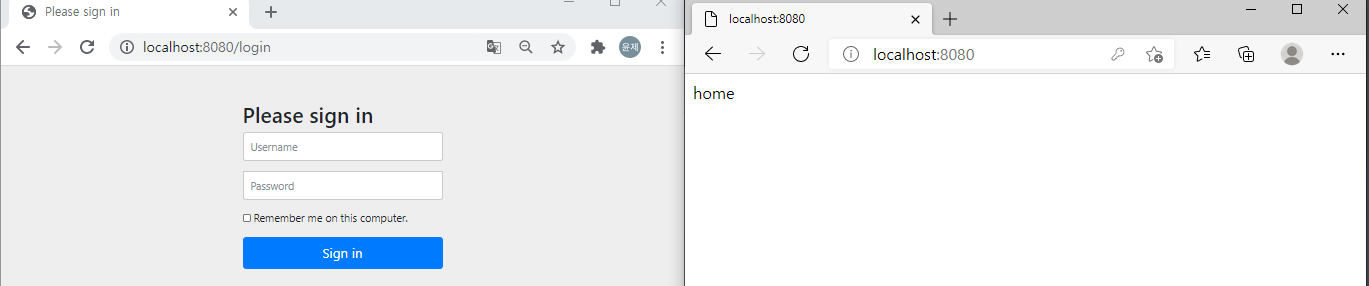 Please sign in
localhost:8080/login
윤제
Please sign in
Username
Password
Remember me on this computer.
Sign in
localhost:8080
localhost:8080
home